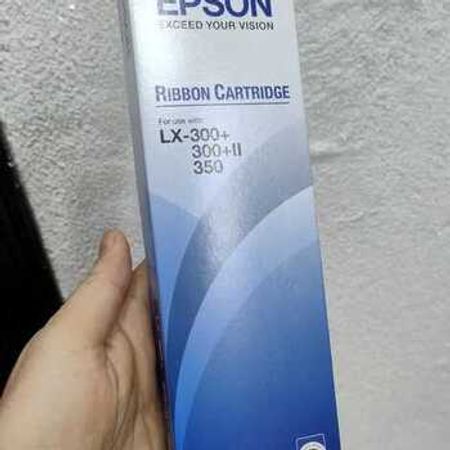 EPSON
EXCEED YOUR VISION
RIBBON CARTRIDGE
For use with
LX-300+
300+II
350